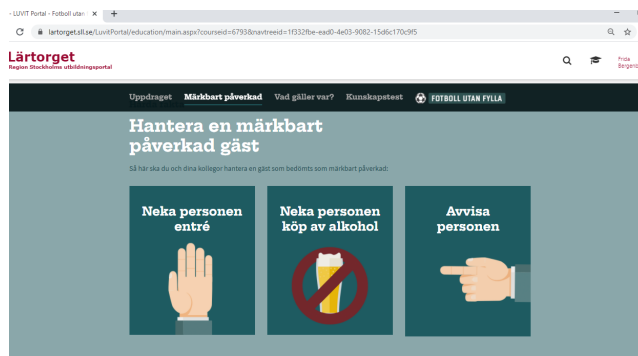 - LUVIT Portal - Fotboll utan
lartorget.sll.se/LuvitPortal/education/main.aspx?courseid=6793&navtreeid=1f332fbe-ead0-4e03-9082-15d6c170c9f5
Lärtorget
Region Stockholms utbildningsportal
Frida
Uppdraget Märkbart påverkad Vad gäller var? Kunskapstest FOTBOLL UTAN FYLLA
Hantera en märkbart
påverkad gäst
Så här ska du och dina kollegor hantera en gäst som bedömts som märkbart påverkad:
Neka personen
entré
Neka personen
köp av alkohol
Avvisa
personen